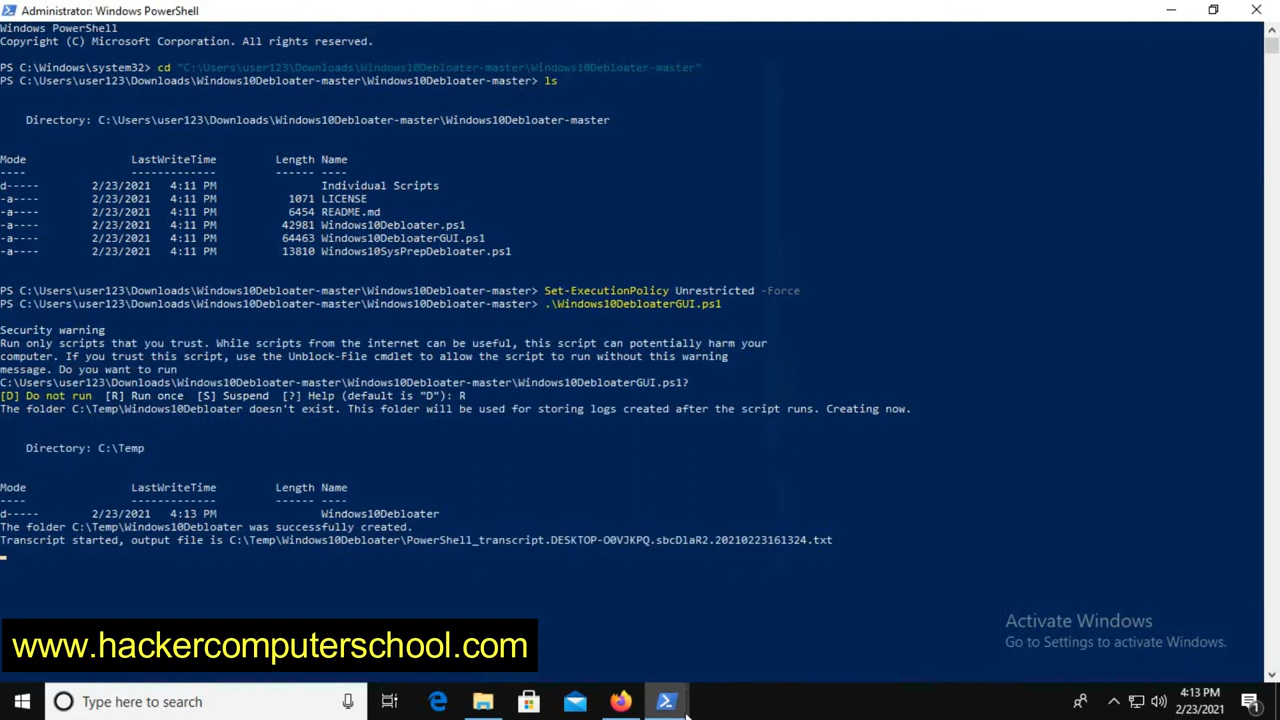 Administrator: Windows PowerShell
Windows PowerShell
Copyright (C) Microsoft Corporation. All rights reserved.
PS C:\Windows\system32> cd "C:\Users\user123\Downloads\Windows10Debloater-master\Windows10Debloater-master"
PS C:\Users\user123\Downloads\Windows10Debloater-master\Windows10Debloater-master> ls
Directory: C:\Users\user123\Downloads\Windows10Debloater-master\Windows10Debloater-master
Mode LastWriteTime Length Name
---- ------------- ------ ----
d----- 2/23/2021 4:11 PM Individual Scripts
-a---- 2/23/2021 4:11 PM 1071 LICENSE
-a---- 2/23/2021 4:11 PM 6454 README.md
-a---- 2/23/2021 4:11 PM 42981 Windows10Debloater.ps1
-a---- 2/23/2021 4:11 PM 64463 Windows10DebloaterGUI.ps1
-a---- 2/23/2021 4:11 PM 13810 Windows10SysPrepDebloater.ps1
PS C:\Users\user123\Downloads\Windows10Debloater-master\Windows10Debloater-master> Set-ExecutionPolicy Unrestricted -Force
PS C:\Users\user123\Downloads\Windows10Debloater-master\Windows10Debloater-master> .\Windows10DebloaterGUI.ps1
Security warning
Run only scripts that you trust. While scripts from the internet can be useful, this script can potentially harm your
computer. If you trust this script, use the Unblock-File cmdlet to allow the script to run without this warning
message. Do you want to run
C:\Users\user123\Downloads\Windows10Debloater-master\Windows10Debloater-master\Windows10DebloaterGUI.ps1?
[D] Do not run [R] Run once [S] Suspend [?] Help (default is "D"): R
The folder C:\Temp\Windows10Debloater doesn't exist. This folder will be used for storing logs created after the script runs. Creating now.
Directory: C:\Temp
Mode LastWriteTime Length Name
---- ------------- ------ ----
d----- 2/23/2021 4:13 PM Windows10Debloater
The folder C:\Temp\Windows10Debloater was successfully created.
Transcript started, output file is C:\Temp\Windows10Debloater\PowerShell_transcript.DESKTOP-O0VJKPQ.sbcDlaR2.20210223161324.txt
Activate Windows
Go to Settings to activate Windows.
www.hackercomputerschool.com
Type here to search
4:13 PM
2/23/2021
1